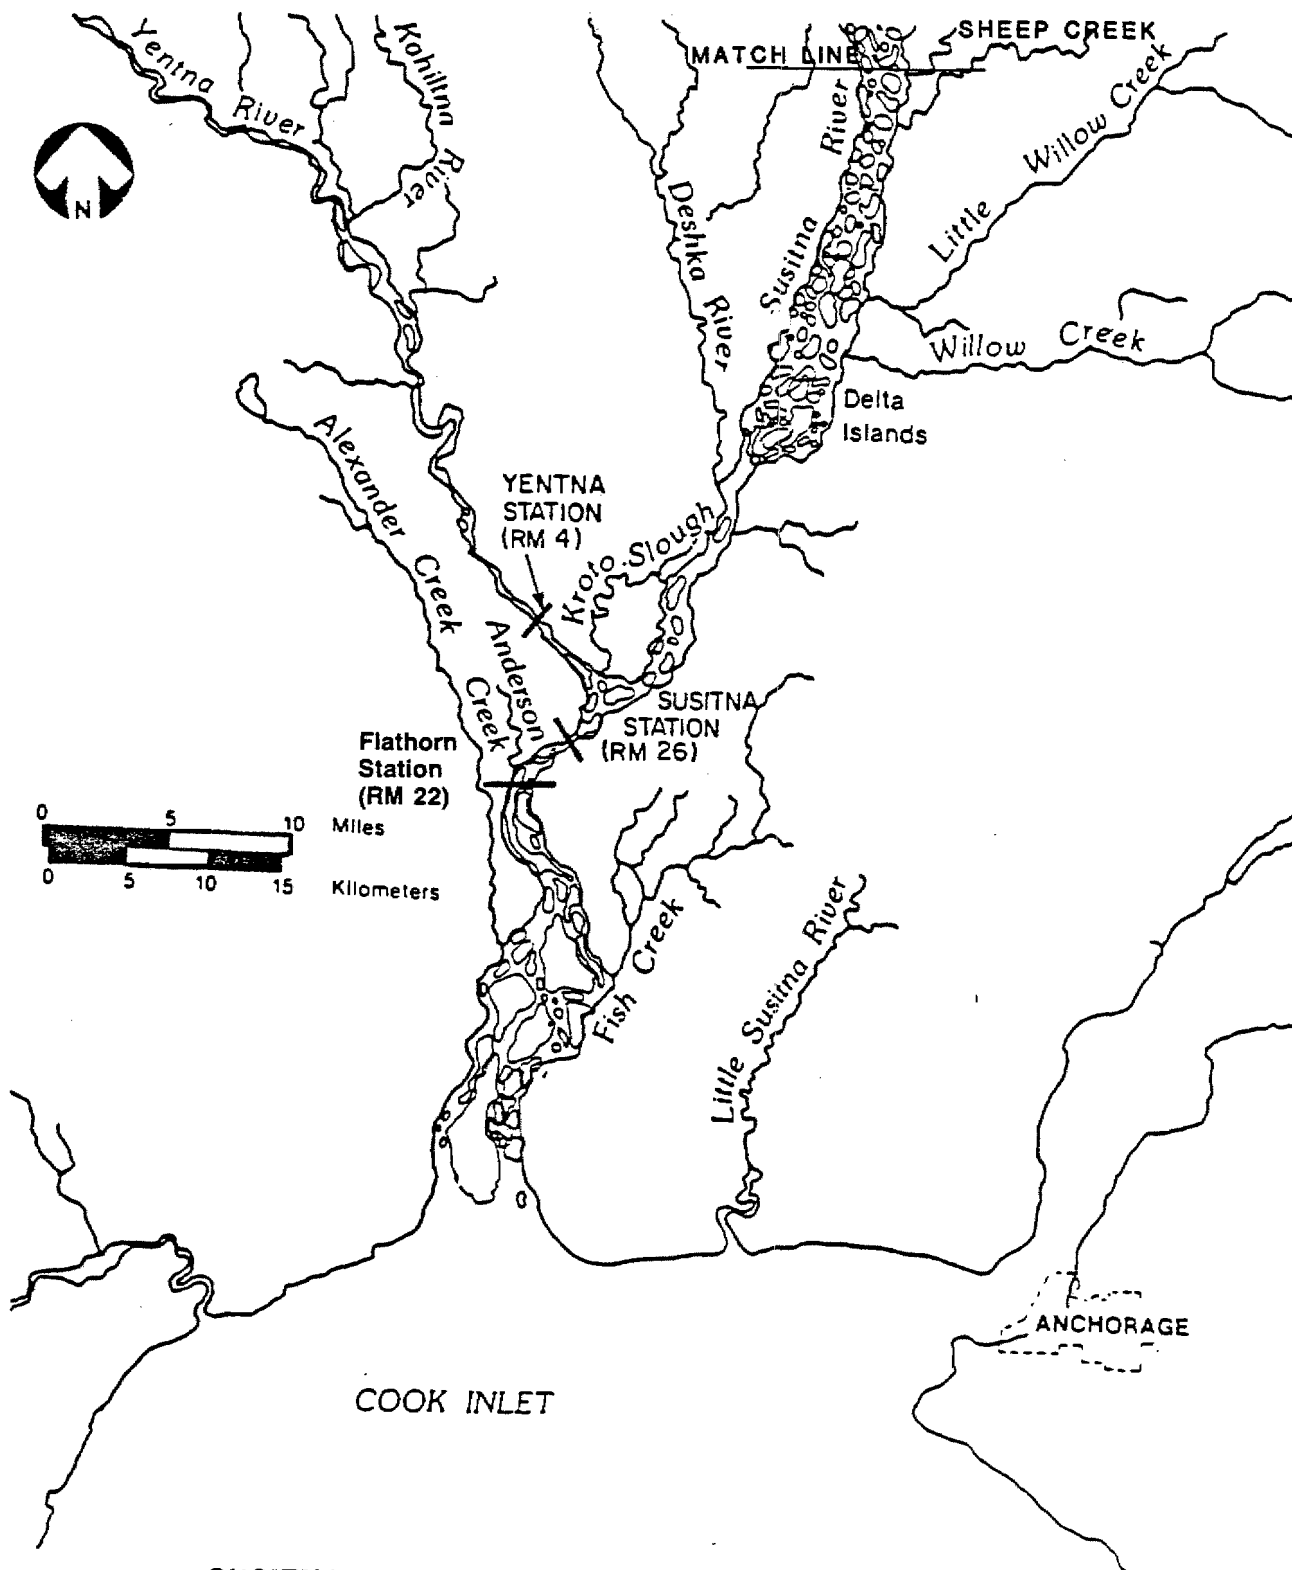 Yentna River
Kahiltna River
MATCH LINE
SHEEP CREEK
Little Willow Creek
Susitna River
Deshka River
N
Willow Creek
Delta
Islands
Alexander Creek
YENTNA
STATION
(RM 4)
Kroto Slough
Anderson
Creek
SUSITNA
STATION
(RM 26)
Flathorn
Station
(RM 22)
0 5 10 Miles
0 5 10 15 Kilometers
Fish Creek
Little Susitna River
ANCHORAGE
COOK INLET